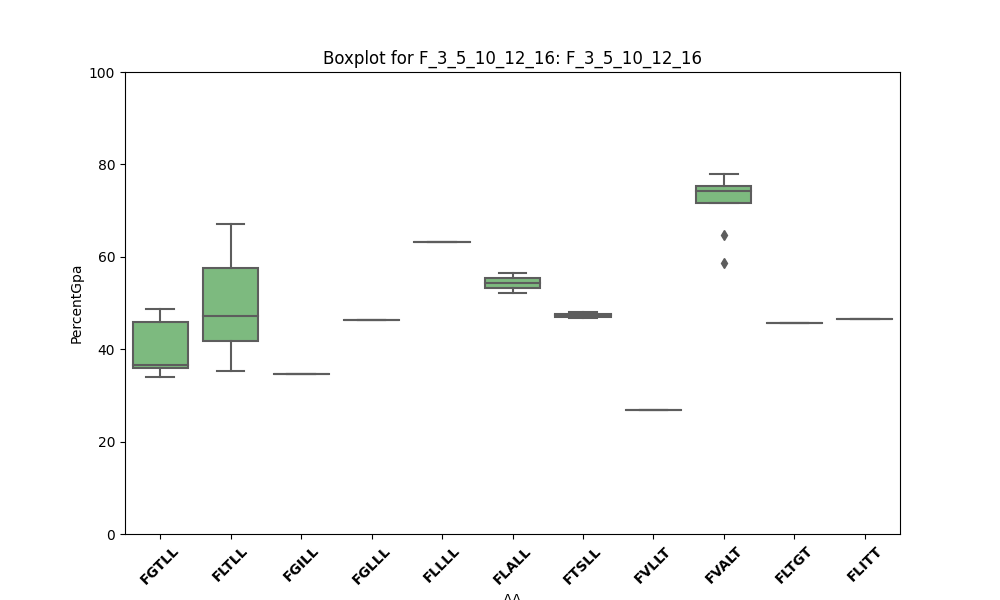 Boxplot for F_3_5_10_12_16: F_3_5_10_12_16
PercentGpa
100
80
60
40
20
0
FGTLL
FLTLL
FGILL
FGLLL
FLLLL
FLALL
FTSLL
FVLLT
FVALT
FLTGT
FLITT
AA